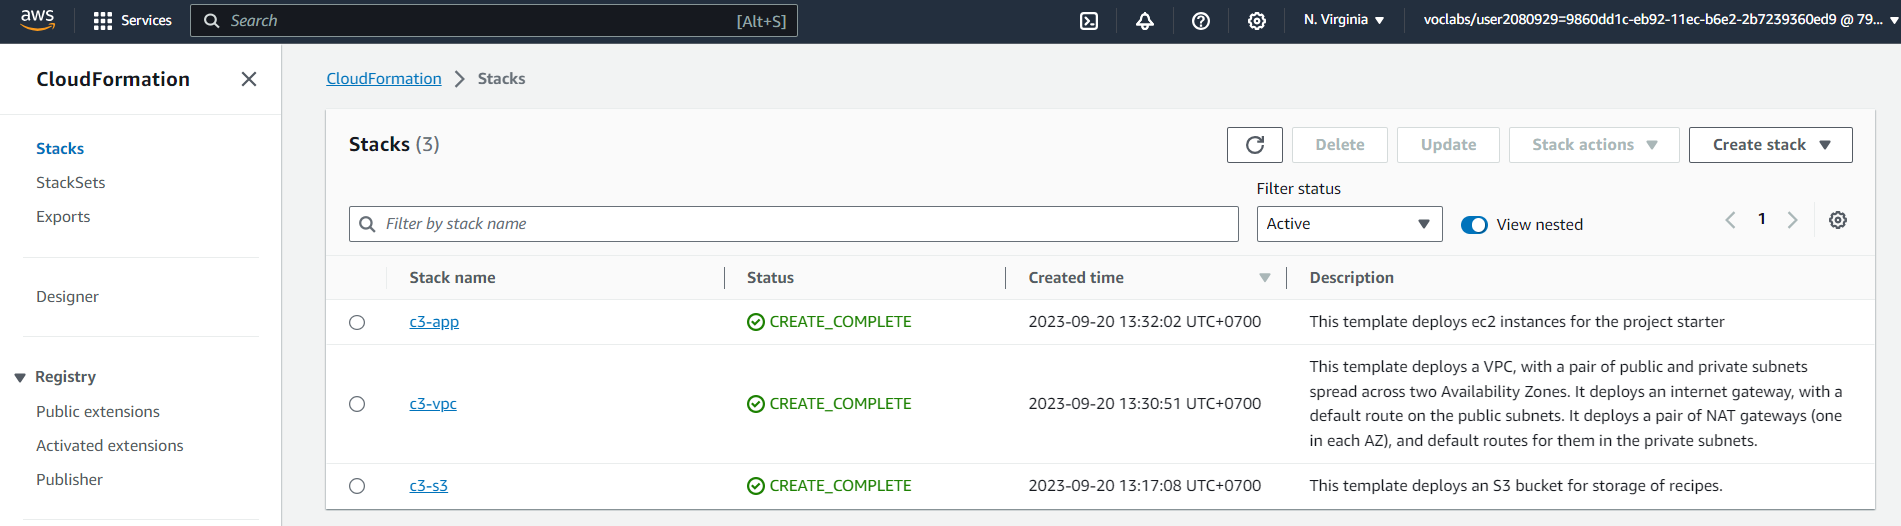 aws
Services
Search
[Alt+S]
N. Virginia
voclabs/user2080929=9860dd1c-eb92-11ec-b6e2-2b7239360ed9 @ 79...
CloudFormation
Stacks
StackSets
Exports
Designer
Registry
Public extensions
Activated extensions
Publisher
CloudFormation
Stacks
Stacks (3)
Delete
Update
Stack actions
Create stack
Filter by stack name
Filter status
Active
View nested
1
Stack name
Status
Created time
Description
c3-app
CREATE_COMPLETE
2023-09-20 13:32:02 UTC+0700
This template deploys ec2 instances for the project starter
c3-vpc
CREATE_COMPLETE
2023-09-20 13:30:51 UTC+0700
This template deploys a VPC, with a pair of public and private subnets
spread across two Availability Zones. It deploys an internet gateway, with a
default route on the public subnets. It deploys a pair of NAT gateways (one
in each AZ), and default routes for them in the private subnets.
c3-s3
CREATE_COMPLETE
2023-09-20 13:17:08 UTC+0700
This template deploys an S3 bucket for storage of recipes.